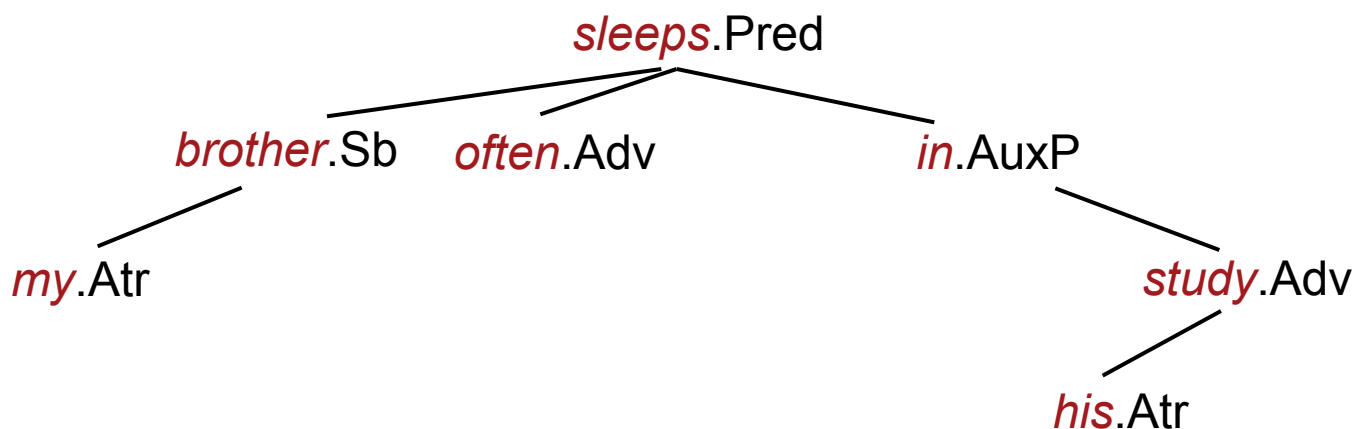 sleeps.Pred
brother.Sb
often.Adv
in.AuxP
my.Atr
study.Adv
his.Atr